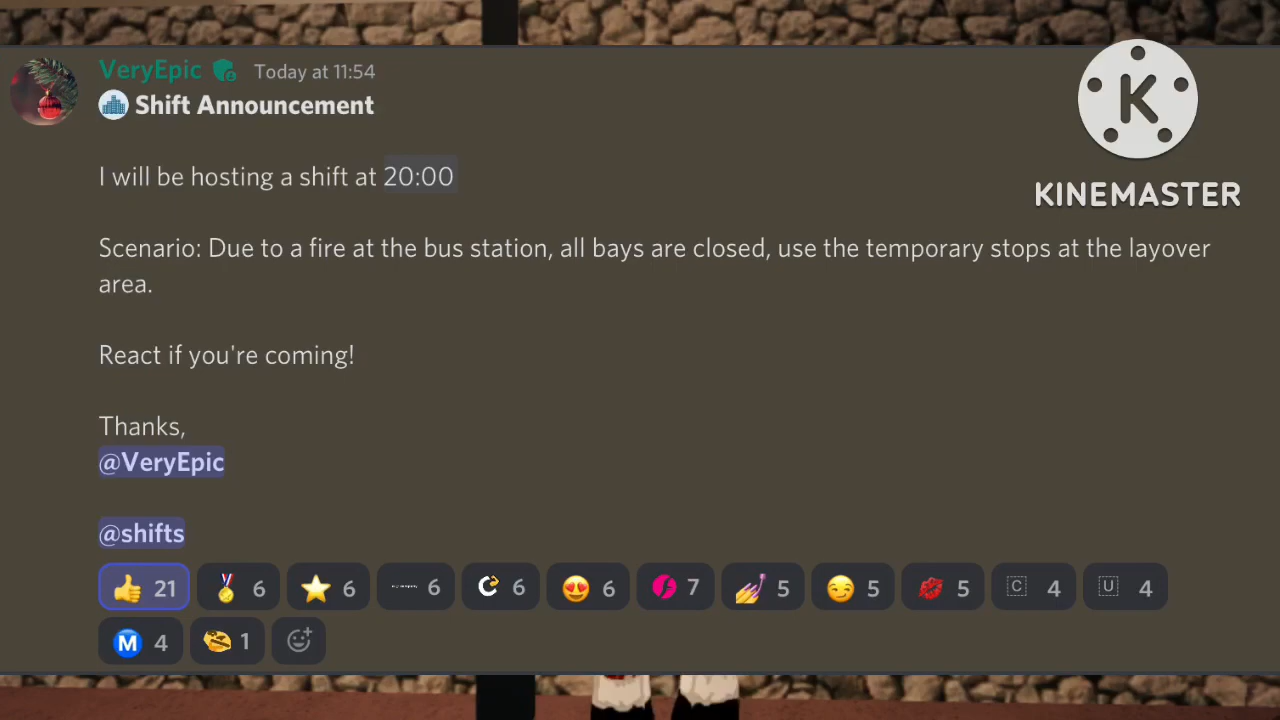 VeryEpic Today at 11:54
Shift Announcement
K
KINEMASTER
I will be hosting a shift at 20:00
Scenario: Due to a fire at the bus station, all bays are closed, use the temporary stops at the layover
area.
React if you're coming!
Thanks,
@VeryEpic
@shifts
21 6 6 6 6 6 7 5 5 5 C 4 U 4
M 4 1